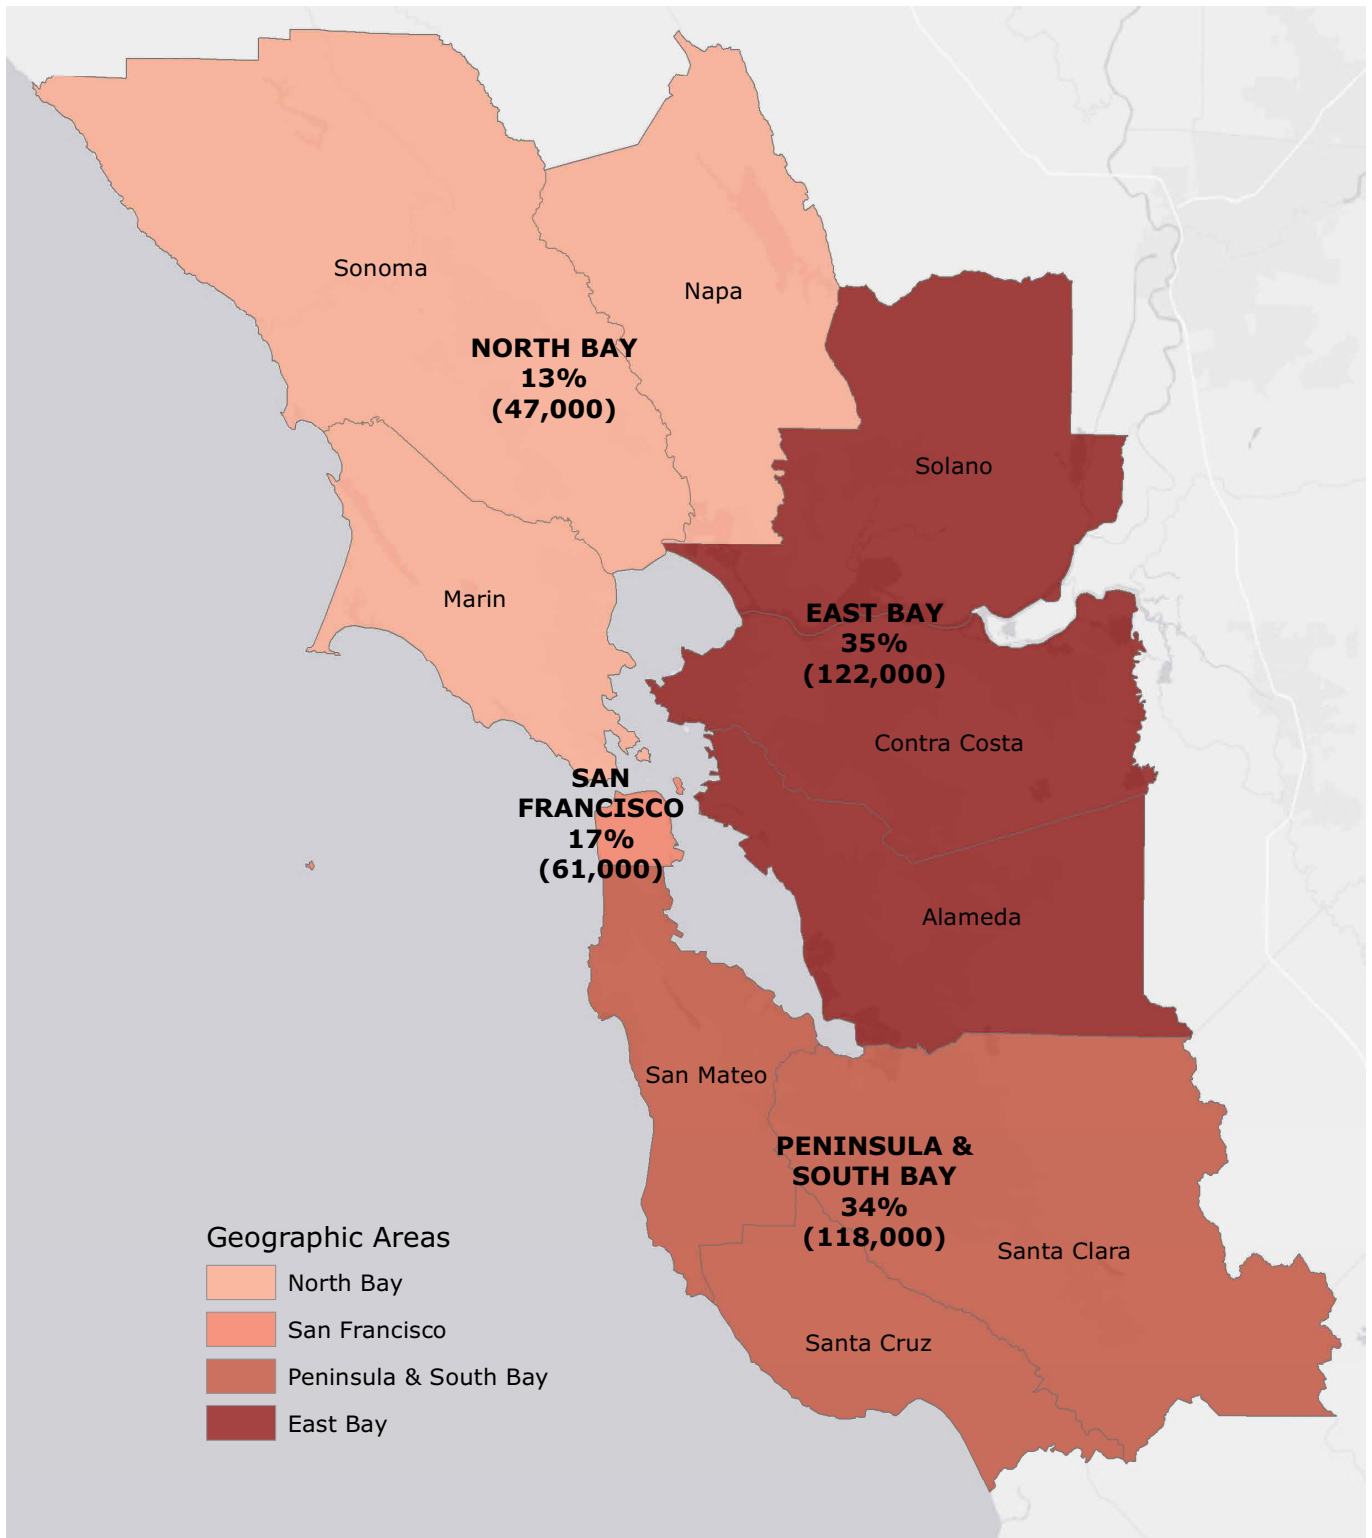 Sonoma
Napa
NORTH BAY
13%
(47,000)
Solano
Marin
EAST BAY
35%
(122,000)
Contra Costa
SAN
FRANCISCO
17%
(61,000)
Alameda
San Mateo
PENINSULA &
SOUTH BAY
34%
(118,000)
Santa Clara
Santa Cruz
Geographic Areas
North Bay
San Francisco
Peninsula & South Bay
East Bay